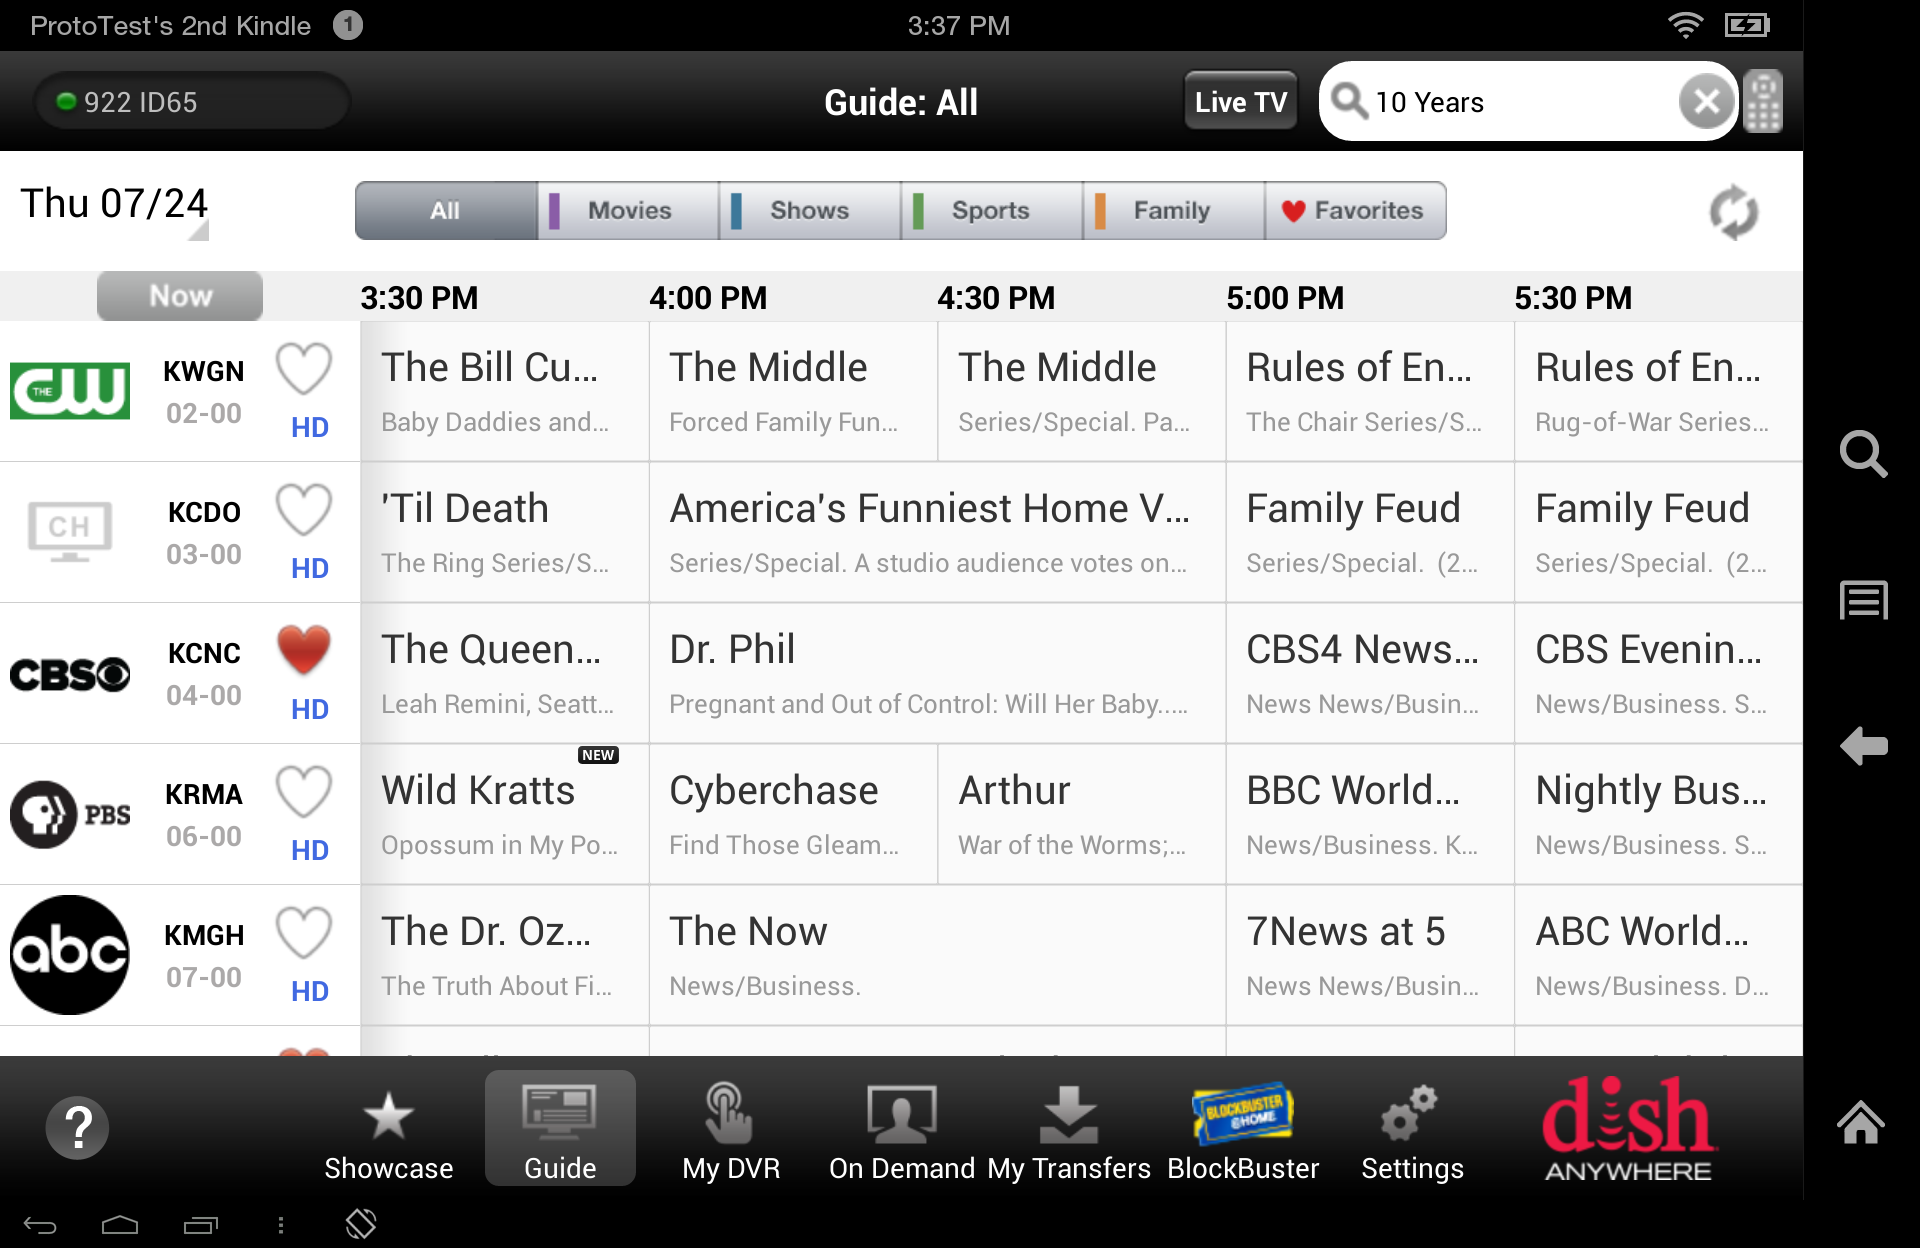 ProtoTest's 2nd Kindle 1 3:37 PM
922 ID65 Guide: All Live TV 10 Years
Thu 07/24 All Movies Shows Sports Family Favorites
Now 3:30 PM 4:00 PM 4:30 PM 5:00 PM 5:30 PM
THE CW KWGN 02-00 HD
The Bill Cu... The Middle The Middle Rules of En... Rules of En...
Baby Daddies and... Forced Family Fun... Series/Special. Pa... The Chair Series/S... Rug-of-War Series...
CH KCDO 03-00 HD
'Til Death America's Funniest Home V... Family Feud Family Feud
The Ring Series/S... Series/Special. A studio audience votes on... Series/Special. (2... Series/Special. (2...
CBS KCNC 04-00 HD
The Queen... Dr. Phil CBS4 News... CBS Evenin...
Leah Remini, Seatt... Pregnant and Out of Control: Will Her Baby..... News News/Busin... News/Business. S...
PBS KRMA 06-00 HD
NEW
Wild Kratts Cyberchase Arthur BBC World... Nightly Bus...
Opossum in My Po... Find Those Gleam... War of the Worms;... News/Business. K... News/Business. S...
abc KMGH 07-00 HD
The Dr. Oz... The Now 7News at 5 ABC World...
The Truth About Fi... News/Business. News News/Busin... News/Business. D...
? Showcase Guide My DVR On Demand My Transfers BLOCKBUSTER @HOME BlockBuster Settings dish ANYWHERE